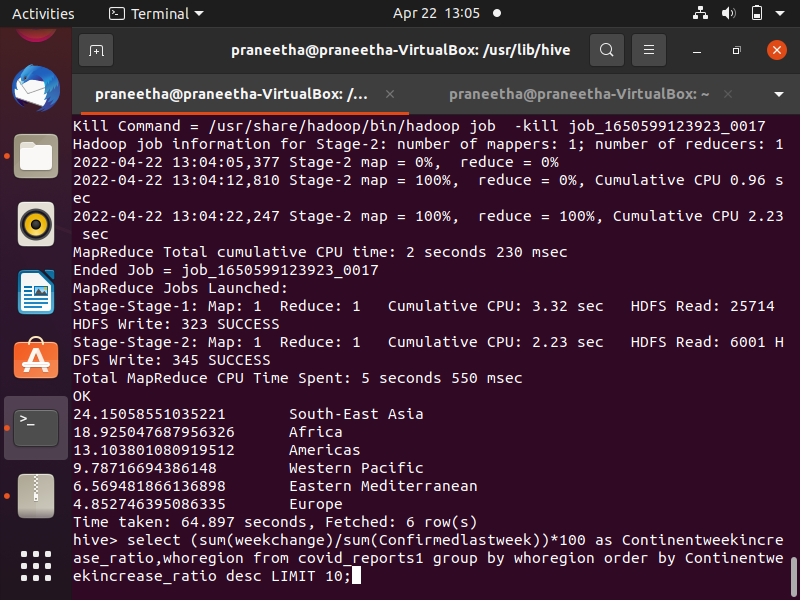 Activities
Terminal
Apr 22 13:05
praneetha@praneetha-VirtualBox: /usr/lib/hive
praneetha@praneetha-VirtualBox: /...
praneetha@praneetha-VirtualBox: ~
Kill Command = /usr/share/hadoop/bin/hadoop job  -kill job_1650599123923_0017
Hadoop job information for Stage-2: number of mappers: 1; number of reducers: 1
2022-04-22 13:04:05,377 Stage-2 map = 0%,  reduce = 0%
2022-04-22 13:04:12,810 Stage-2 map = 100%,  reduce = 0%, Cumulative CPU 0.96 s
ec
2022-04-22 13:04:22,247 Stage-2 map = 100%,  reduce = 100%, Cumulative CPU 2.23
 sec
MapReduce Total cumulative CPU time: 2 seconds 230 msec
Ended Job = job_1650599123923_0017
MapReduce Jobs Launched:
Stage-Stage-1: Map: 1  Reduce: 1   Cumulative CPU: 3.32 sec   HDFS Read: 25714
HDFS Write: 323 SUCCESS
Stage-Stage-2: Map: 1  Reduce: 1   Cumulative CPU: 2.23 sec   HDFS Read: 6001 H
DFS Write: 345 SUCCESS
Total MapReduce CPU Time Spent: 5 seconds 550 msec
OK
24.15058551035221       South-East Asia
18.925047687956326      Africa
13.103801080919512      Americas
9.78716694386148        Western Pacific
6.569481866136898       Eastern Mediterranean
4.852746395086335       Europe
Time taken: 64.897 seconds, Fetched: 6 row(s)
hive> select (sum(weekchange)/sum(Confirmedlastweek))*100 as Continentweekincre
ase_ratio,whoregion from covid_reports1 group by whoregion order by Continentwe
ekincrease_ratio desc LIMIT 10;